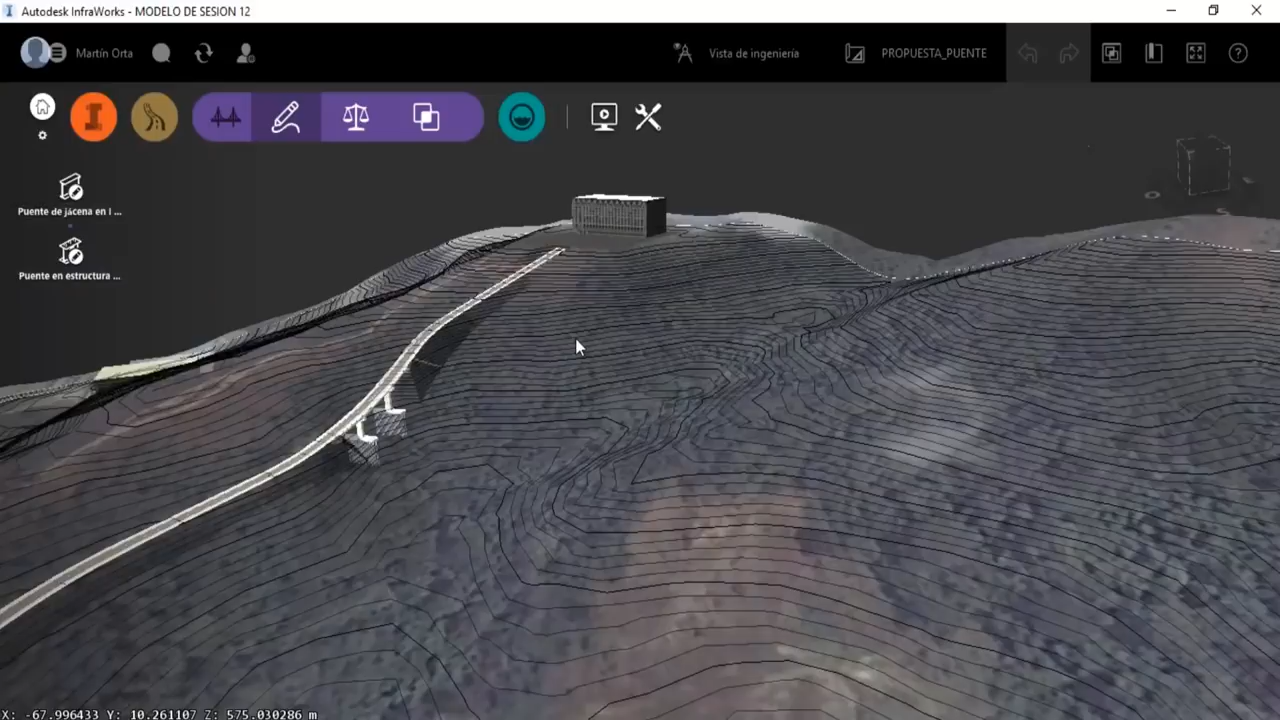 Autodesk InfraWorks - MODELO DE SESION 12
Martín Orta
Vista de ingeniería
PROPUESTA_PUENTE
Puente de jácena en I ...
Puente en estructura ...
X: -67.996433 Y: 10.261107 Z: 575.030286 m